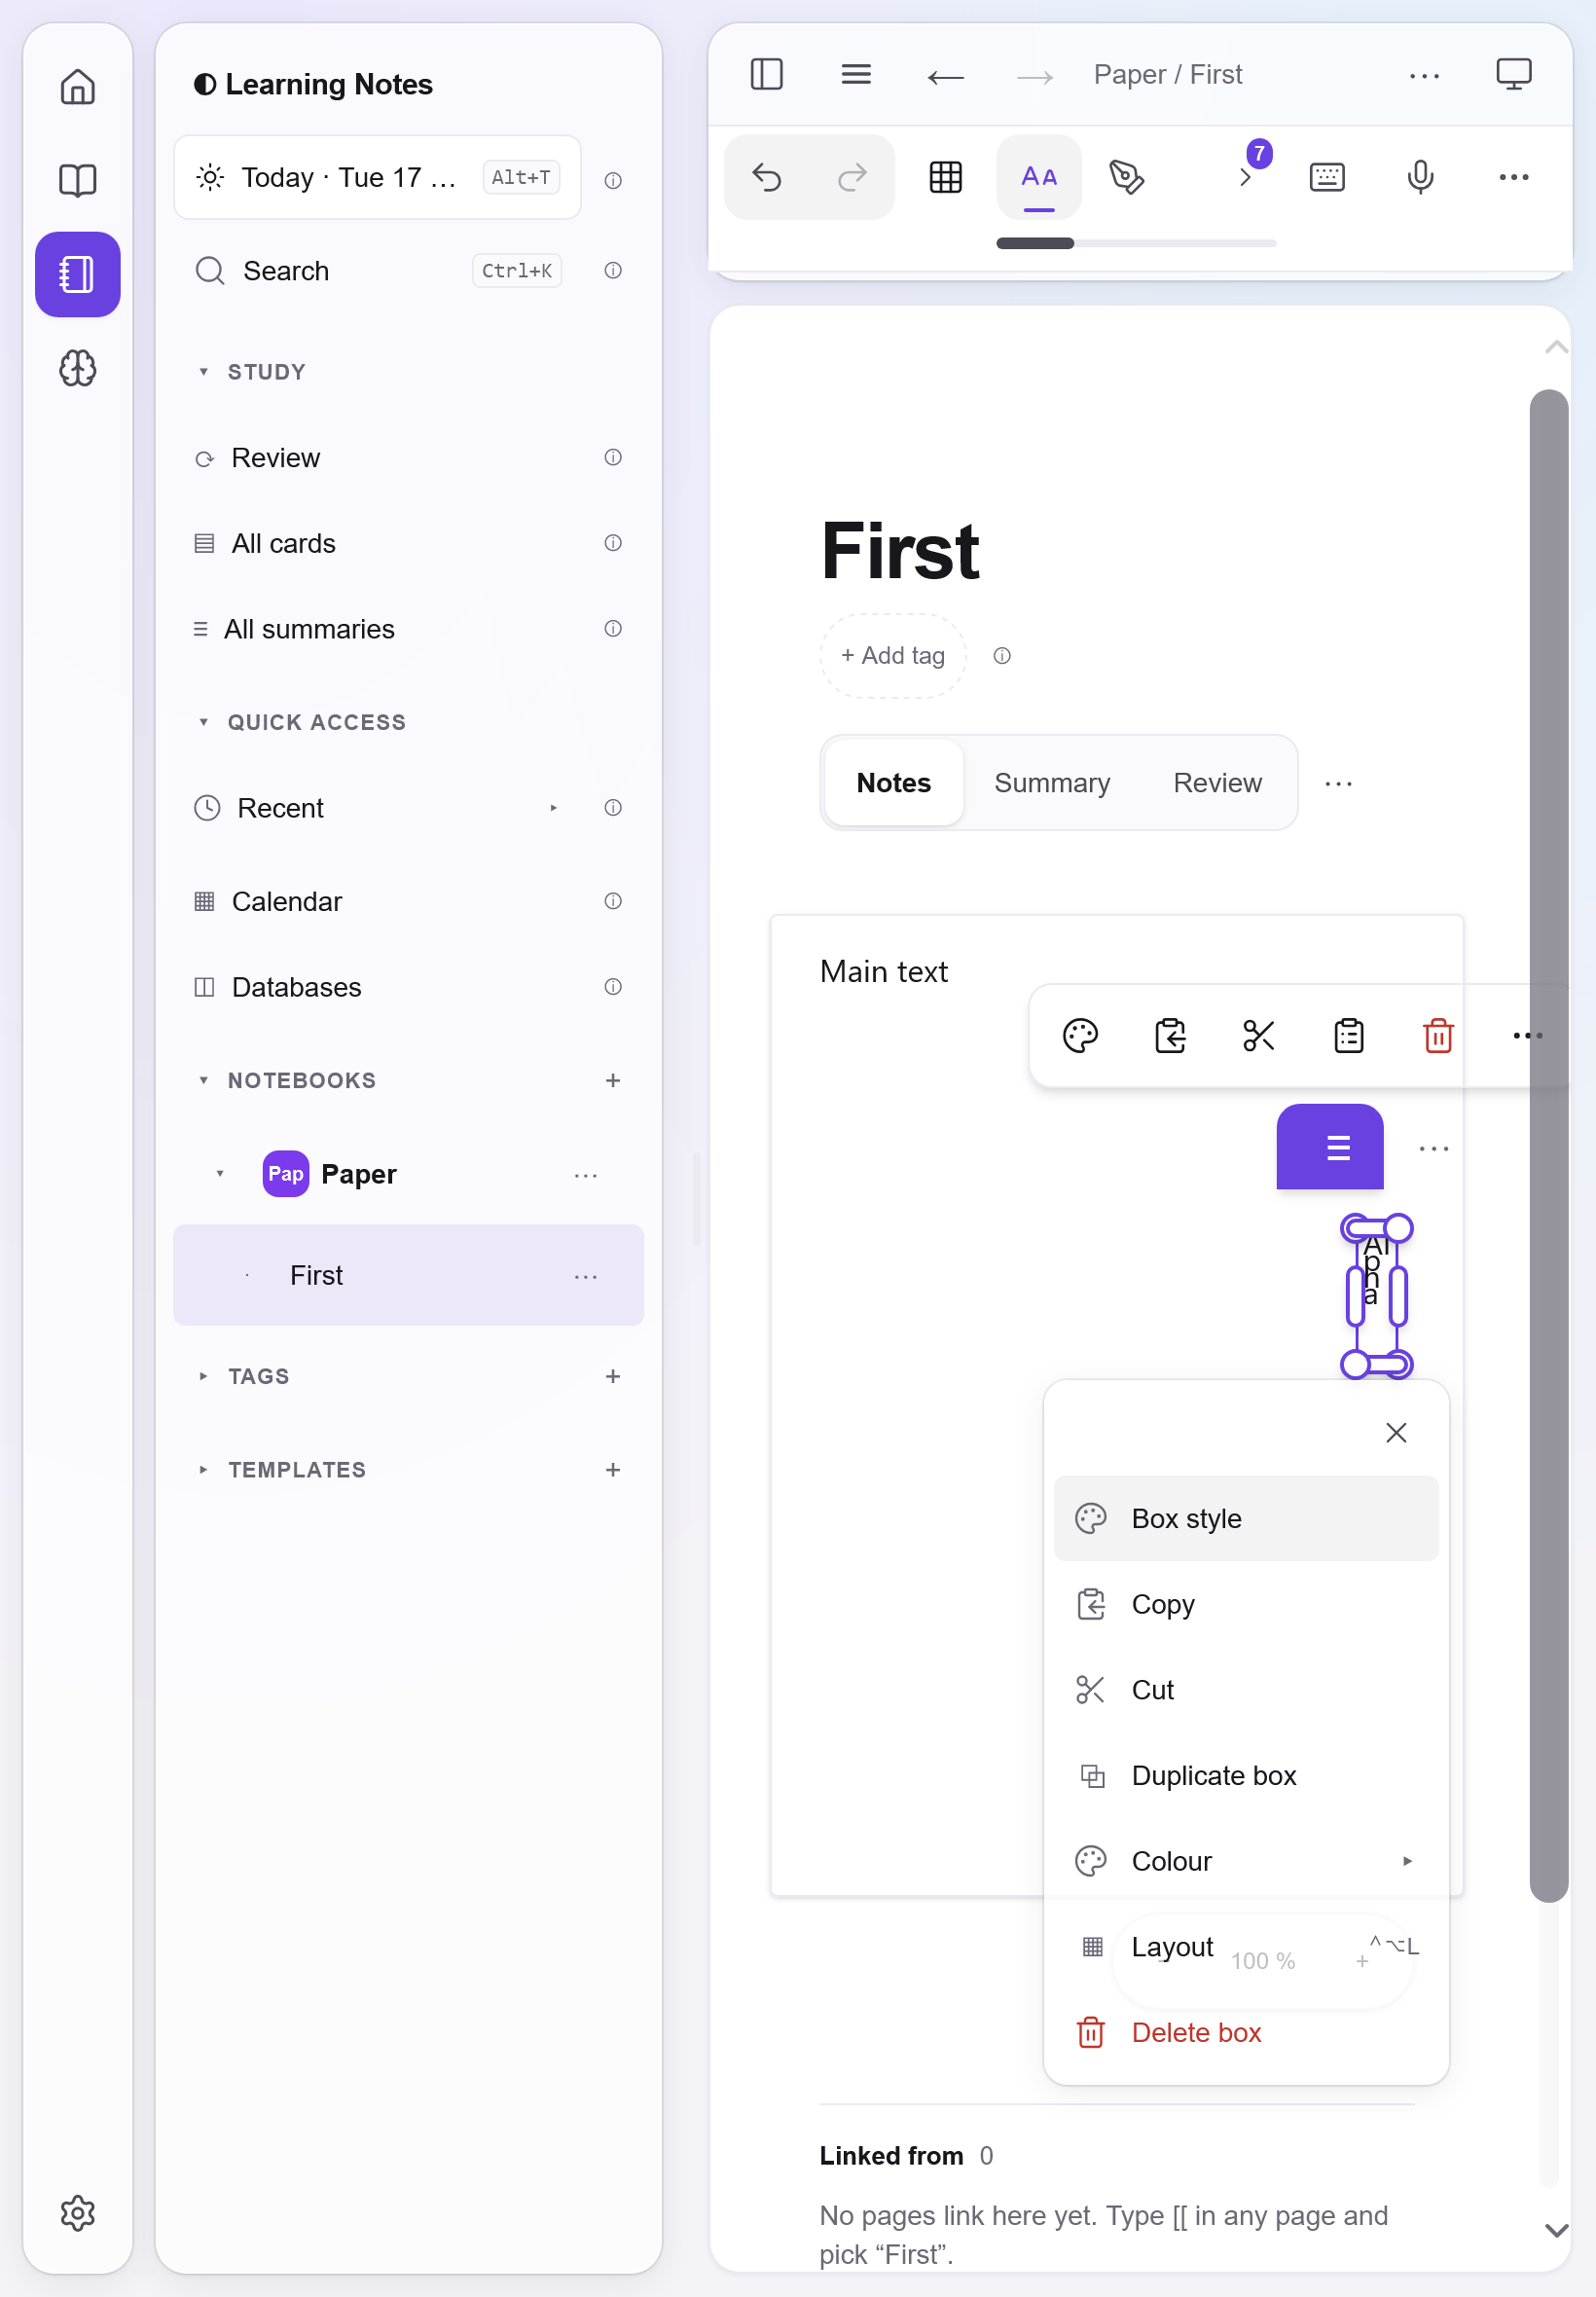 Learning Notes
Today · Tue 17 …
Alt+T
Search
Ctrl+K
STUDY
Review
All cards
All summaries
QUICK ACCESS
Recent
Calendar
Databases
NOTEBOOKS
Pap
Paper
First
TAGS
TEMPLATES
Paper / First
7
First
+ Add tag
Notes
Summary
Review
Main text
Alpha
Box style
Copy
Cut
Duplicate box
Colour
Layout
^⌥L
100 %
Delete box
Linked from 0
No pages link here yet. Type [[ in any page and
pick “First”.